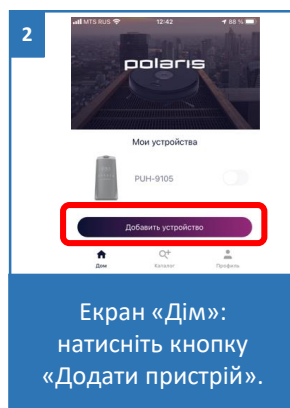 2
MTS RUS 12:42 88 %
polaris
Мои устройства
PUH-9105
Добавить устройство
Дом Каталог Профиль
Екран «Дім»:
натисніть кнопку
«Додати пристрій».